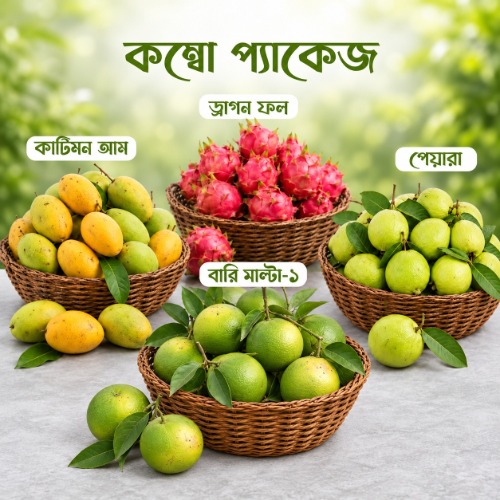 কম্বো প্যাকেজ
ড্রাগন ফল
কাটিমন আম
পেয়ারা
বারি মাল্টা-১